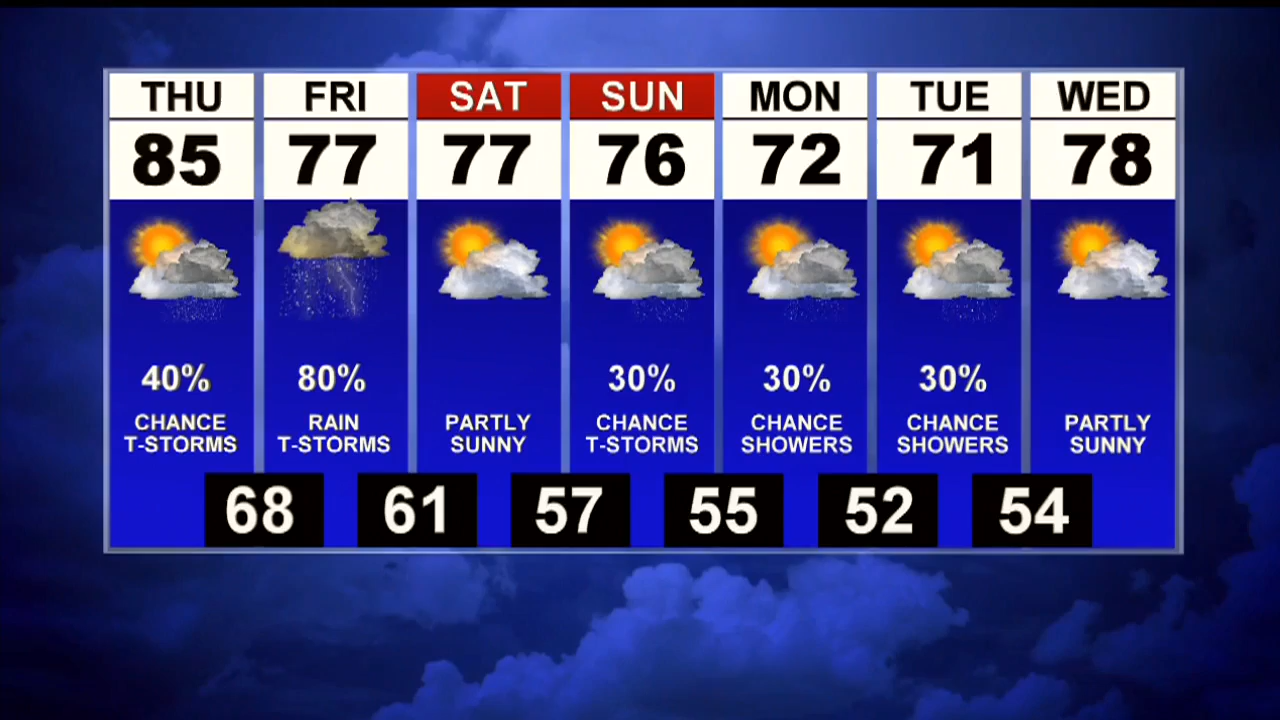 THU FRI SAT SUN MON TUE WED
85 77 77 76 72 71 78
40% 80% 30% 30% 30%
CHANCE RAIN PARTLY CHANCE CHANCE CHANCE PARTLY
T-STORMS T-STORMS SUNNY T-STORMS SHOWERS SHOWERS SUNNY
68 61 57 55 52 54